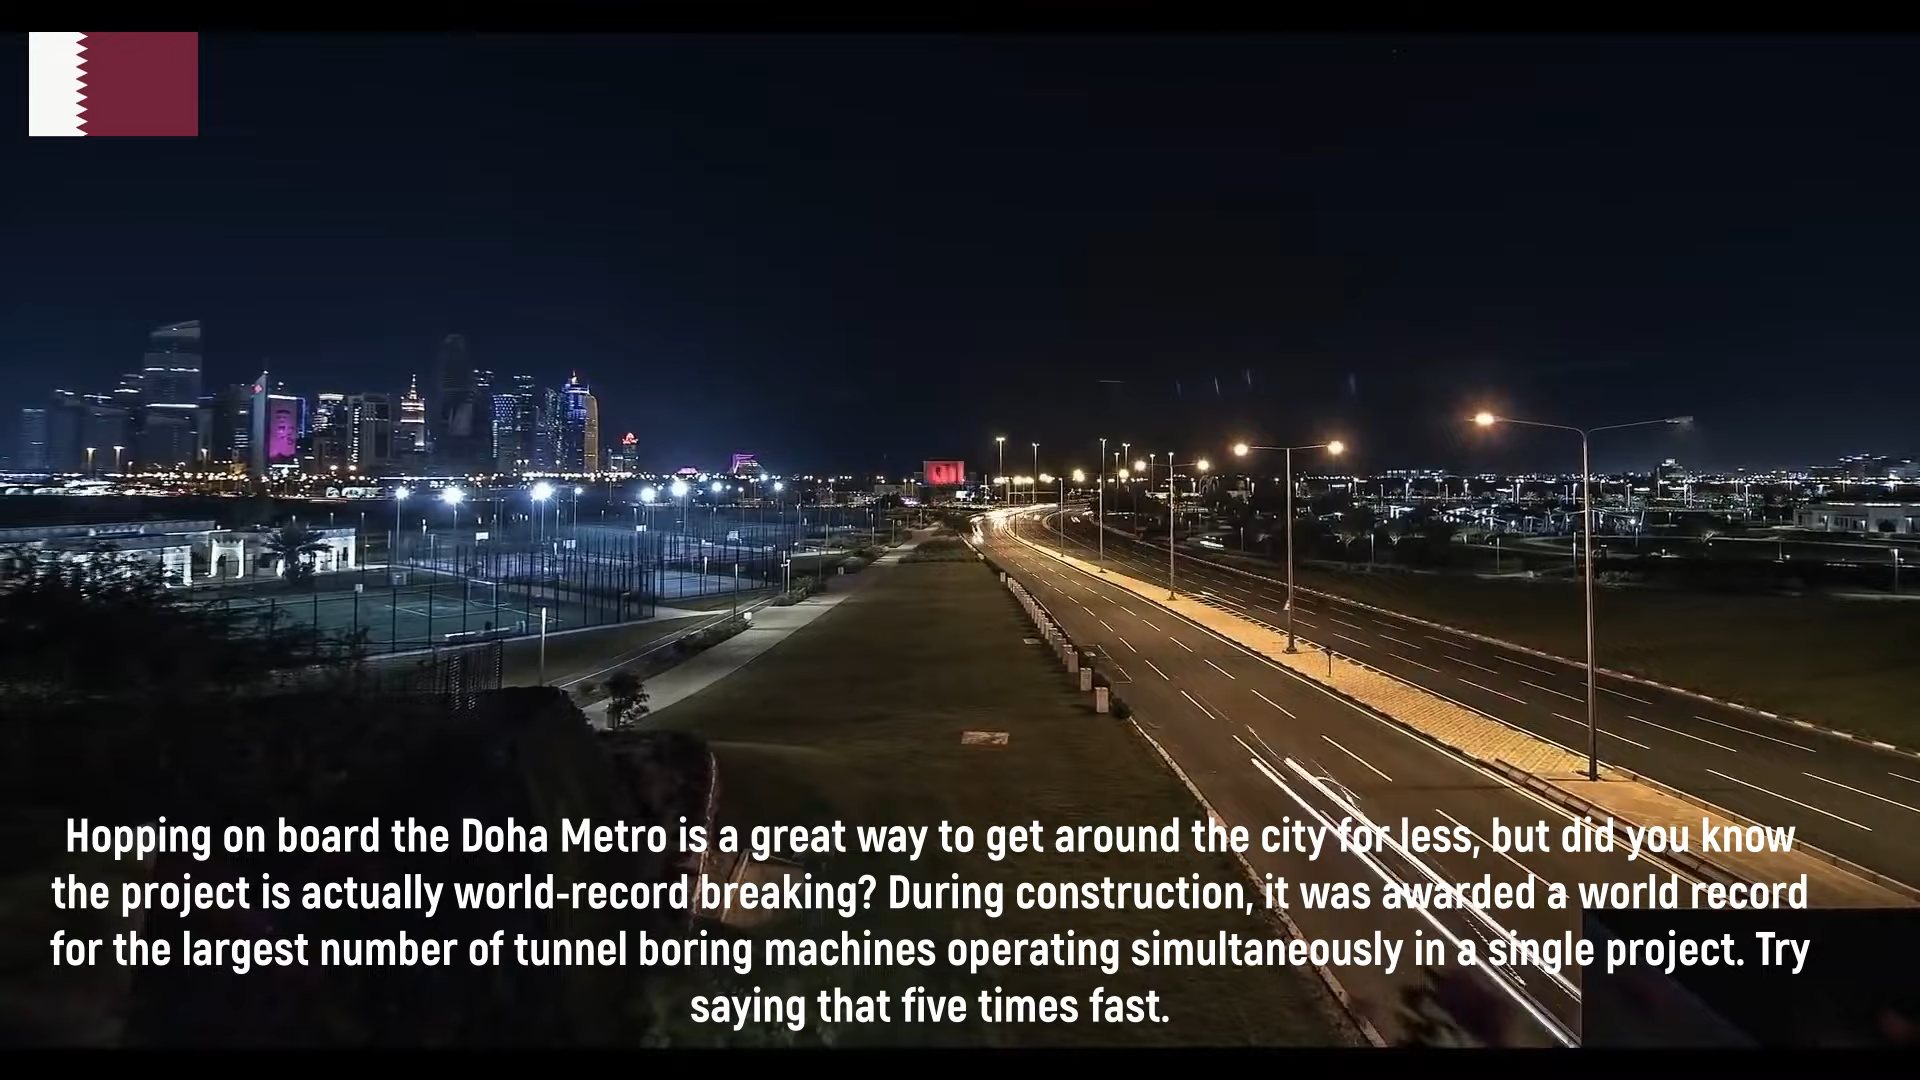 Hopping on board the Doha Metro is a great way to get around the city for less, but did you know
the project is actually world-record breaking? During construction, it was awarded a world record
for the largest number of tunnel boring machines operating simultaneously in a single project. Try
saying that five times fast.